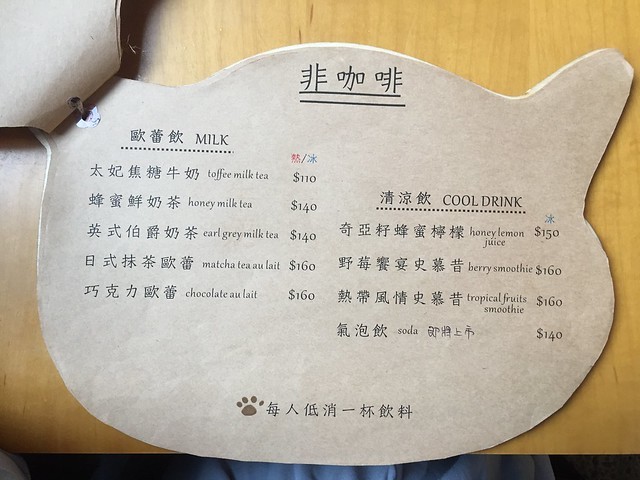 非咖啡
歐蕾飲 MILK
熱/冰
太妃焦糖牛奶 toffee milk tea $110
蜂蜜鮮奶茶 honey milk tea $140
英式伯爵奶茶 earl grey milk tea $140
日式抹茶歐蕾 matcha tea au lait $160
巧克力歐蕾 chocolate au lait $160
清涼飲 COOL DRINK
冰
奇亞籽蜂蜜檸檬 honey lemon $150
juice
野莓饗宴史慕昔 berry smoothie $160
熱帶風情史慕昔 tropical fruits $160
smoothie
氣泡飲 soda 即將上市 $140
每人低消一杯飲料